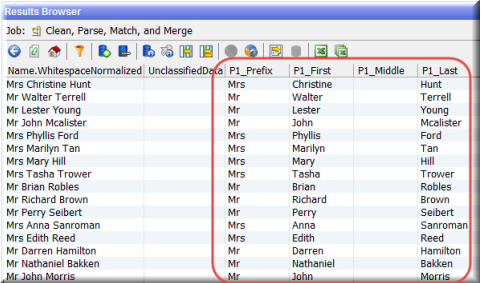 Results Browser
Job: Clean, Parse, Match, and Merge
Name.WhitespaceNormalized UnclassifiedData P1_Prefix P1_First P1_Middle P1_Last
Mrs Christine Hunt Mrs Christine Hunt
Mr Walter Terrell Mr Walter Terrell
Mr Lester Young Mr Lester Young
Mr John Mcalister Mr John Mcalister
Mrs Phyllis Ford Mrs Phyllis Ford
Mrs Marilyn Tan Mrs Marilyn Tan
Mrs Mary Hill Mrs Mary Hill
Mrs Tasha Trower Mrs Tasha Trower
Mr Brian Robles Mr Brian Robles
Mr Richard Brown Mr Richard Brown
Mr Perry Seibert Mr Perry Seibert
Mrs Anna Sanroman Mrs Anna Sanroman
Mrs Edith Reed Mrs Edith Reed
Mr Darren Hamilton Mr Darren Hamilton
Mr Nathaniel Bakken Mr Nathaniel Bakken
Mr John Morris Mr John Morris